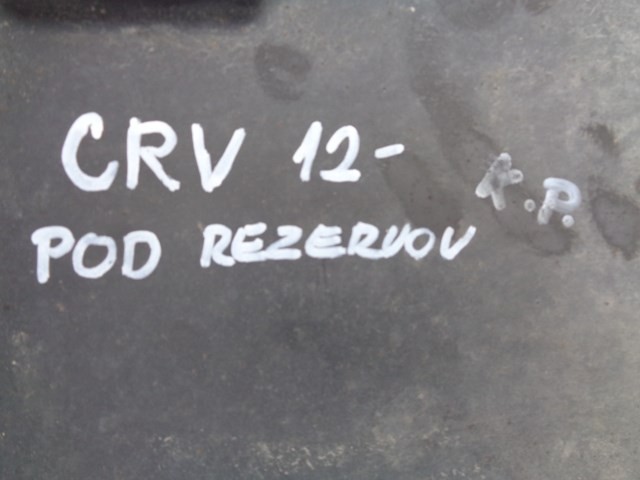 CRV 12- K.P.
POD REZERVOV